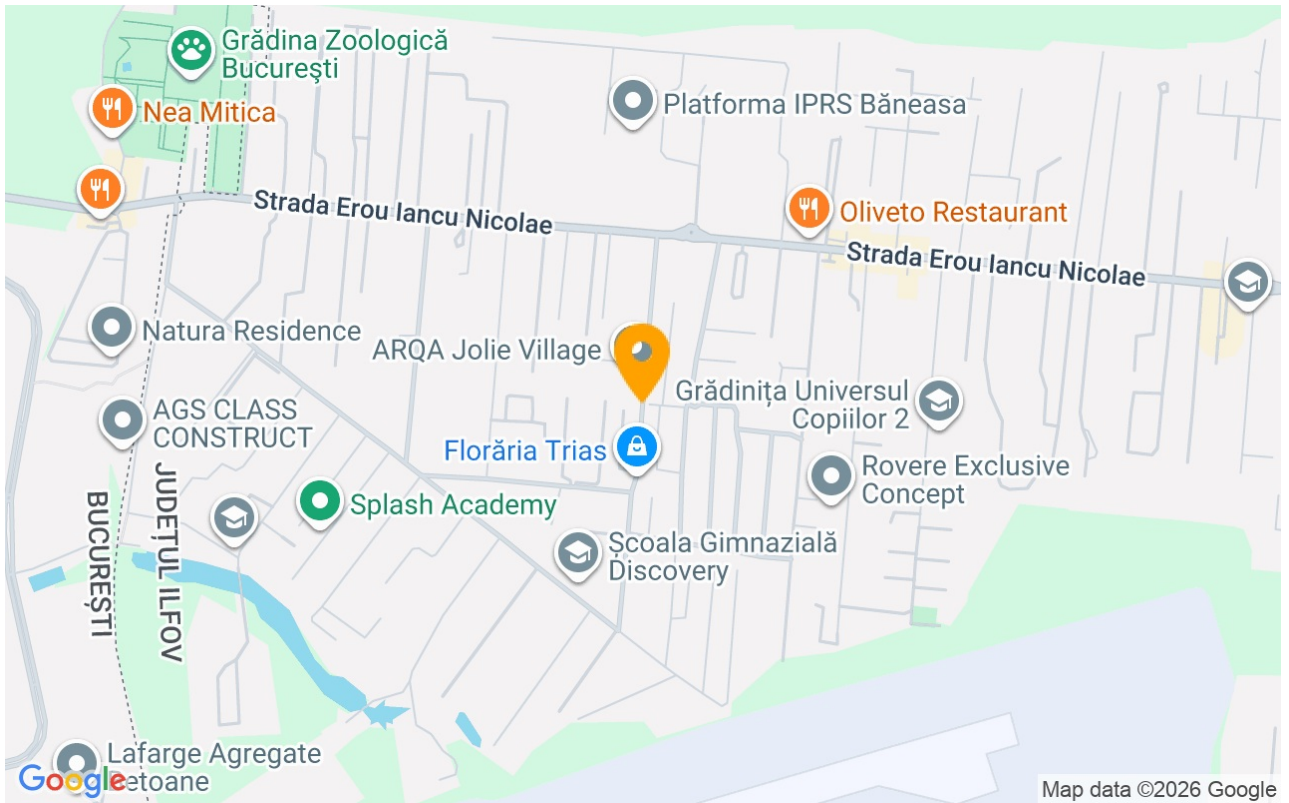 Grădina Zoologică
București
Nea Mitica
Platforma IPRS Băneasa
Strada Erou Iancu Nicolae
Oliveto Restaurant
Strada Erou Iancu Nicolae
Natura Residence
ARQA Jolie Village
Grădinița Universul
Copiilor 2
AGS CLASS
CONSTRUCT
Florăria Trias
Rovere Exclusive
Concept
Splash Academy
JUDEȚUL ILFOV
BUCUREȘTI
Școala Gimnazială
Discovery
Lafarge Agregate
Betoane
Google
Map data ©2026 Google